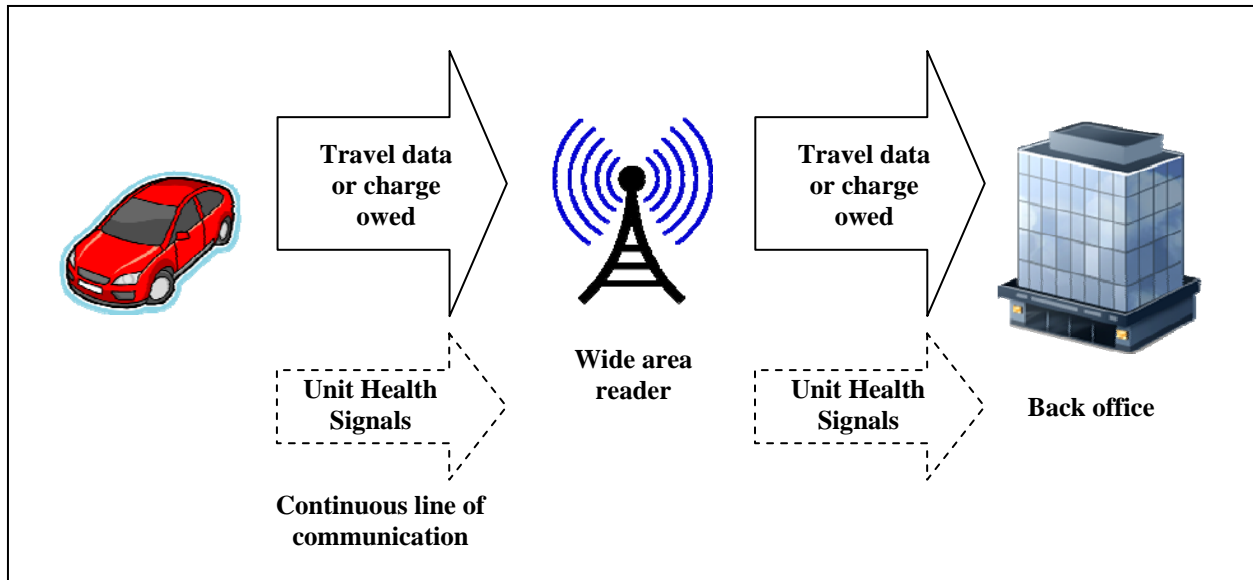 Travel data
or charge
owed
Travel data
or charge
owed
Wide area
reader
Unit Health
Signals
Unit Health
Signals
Back office
Continuous line of
communication